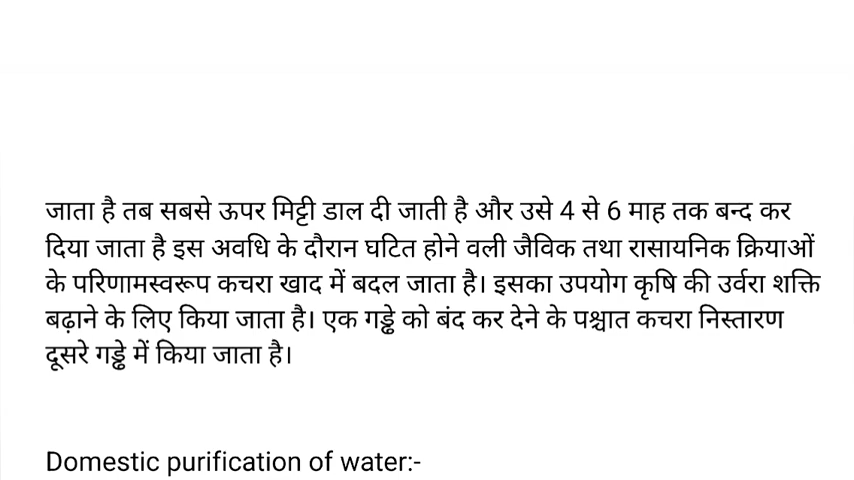 जाता है तब सबसे ऊपर मिट्टी डाल दी जाती है और उसे 4 से 6 माह तक बन्द कर
दिया जाता है इस अवधि के दौरान घटित होने वली जैविक तथा रासायनिक क्रियाओं
के परिणामस्वरूप कचरा खाद में बदल जाता है। इसका उपयोग कृषि की उर्वरा शक्ति
बढ़ाने के लिए किया जाता है। एक गड्ढे को बंद कर देने के पश्चात कचरा निस्तारण
दूसरे गड्ढे में किया जाता है।
Domestic purification of water:-